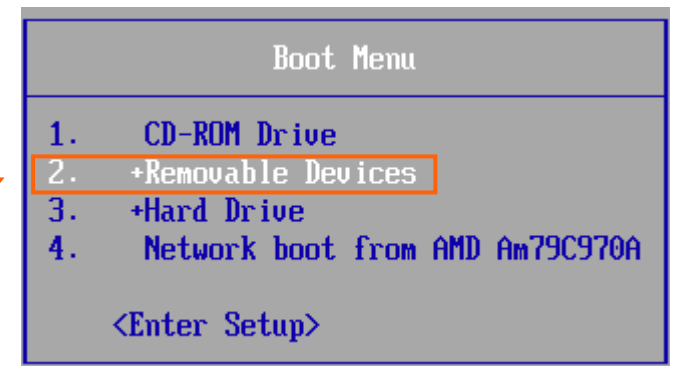 Boot Menu
1. CD-ROM Drive
2. +Removable Devices
3. +Hard Drive
4. Network boot from AMD Am79C970A
<Enter Setup>